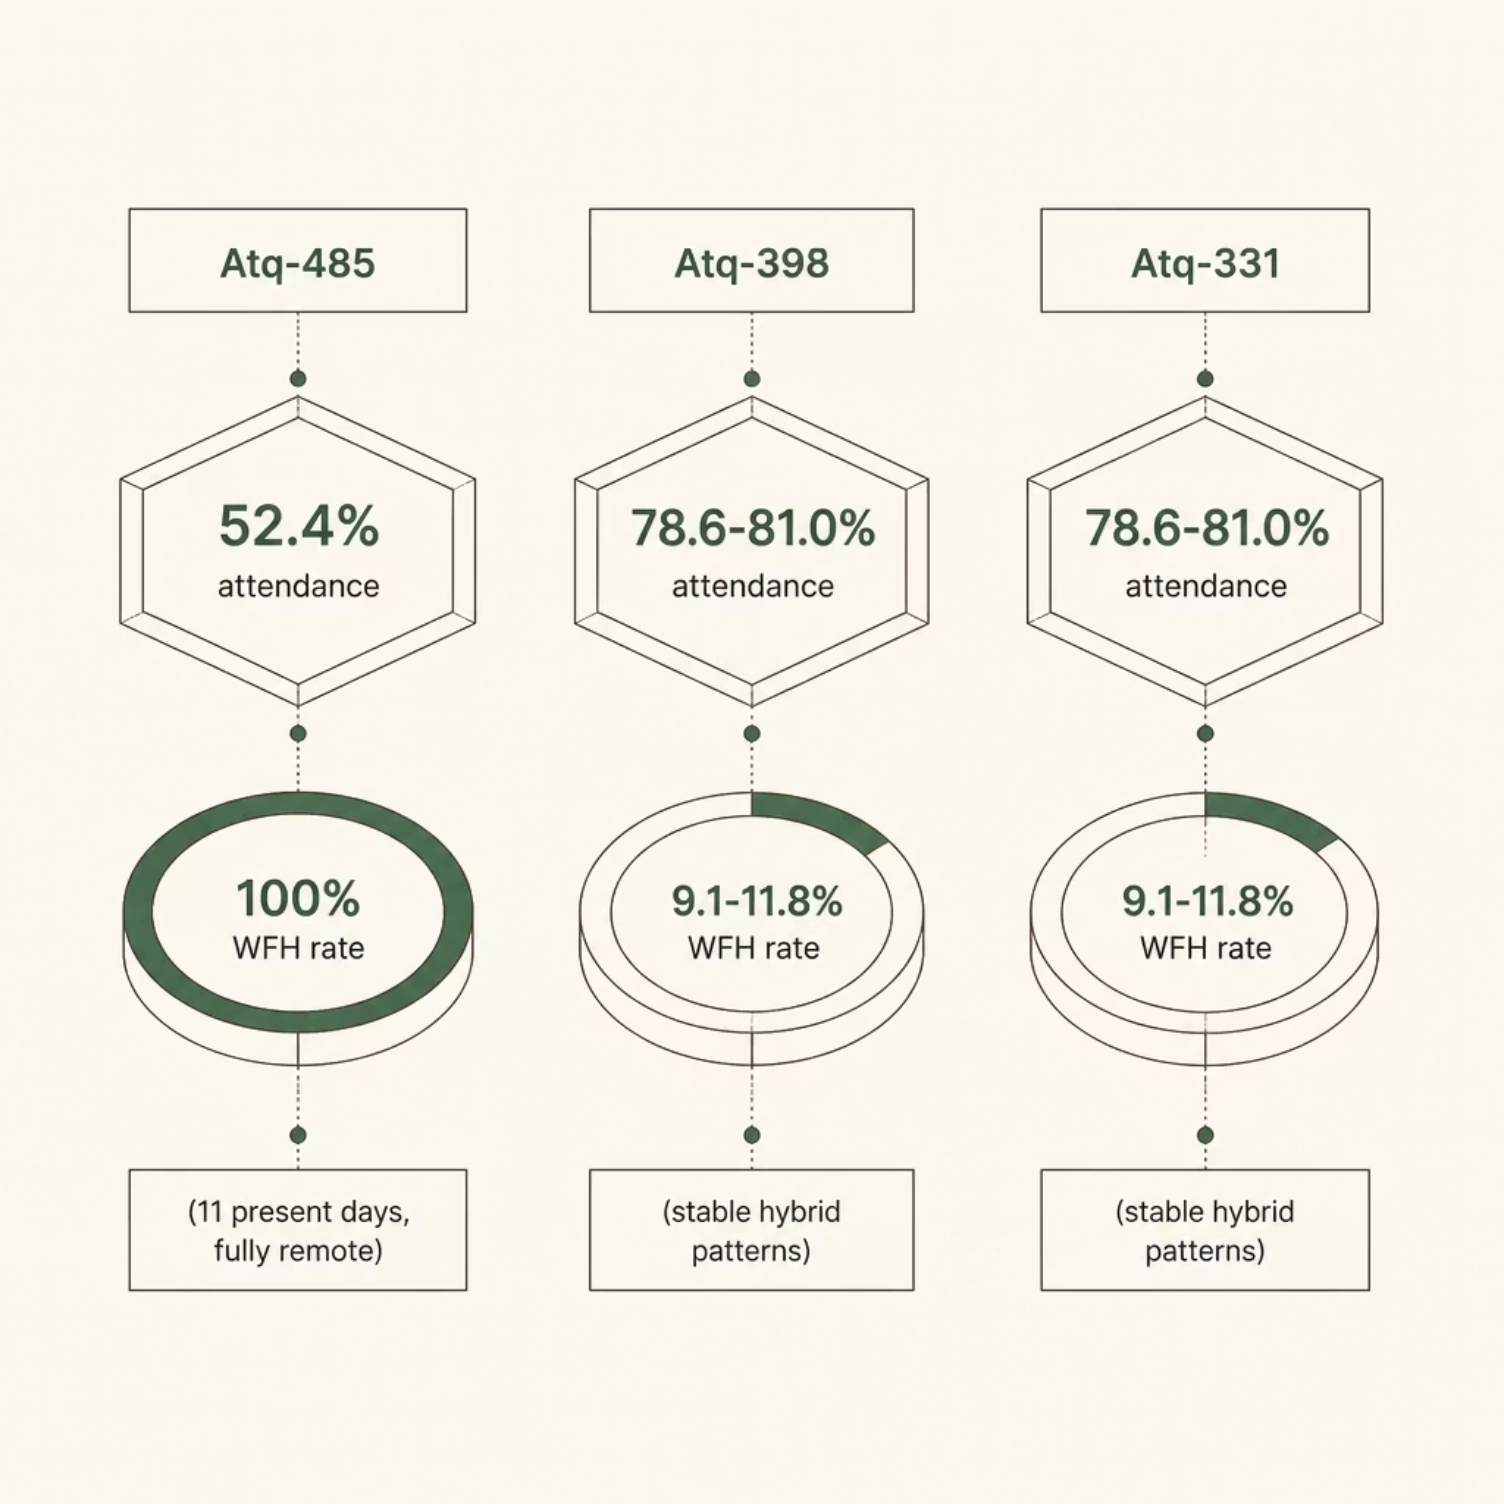 Atq-485
52.4%
attendance
100%
WFH rate
(11 present days,
fully remote)
Atq-398
78.6-81.0%
attendance
9.1-11.8%
WFH rate
(stable hybrid
patterns)
Atq-331
78.6-81.0%
attendance
9.1-11.8%
WFH rate
(stable hybrid
patterns)